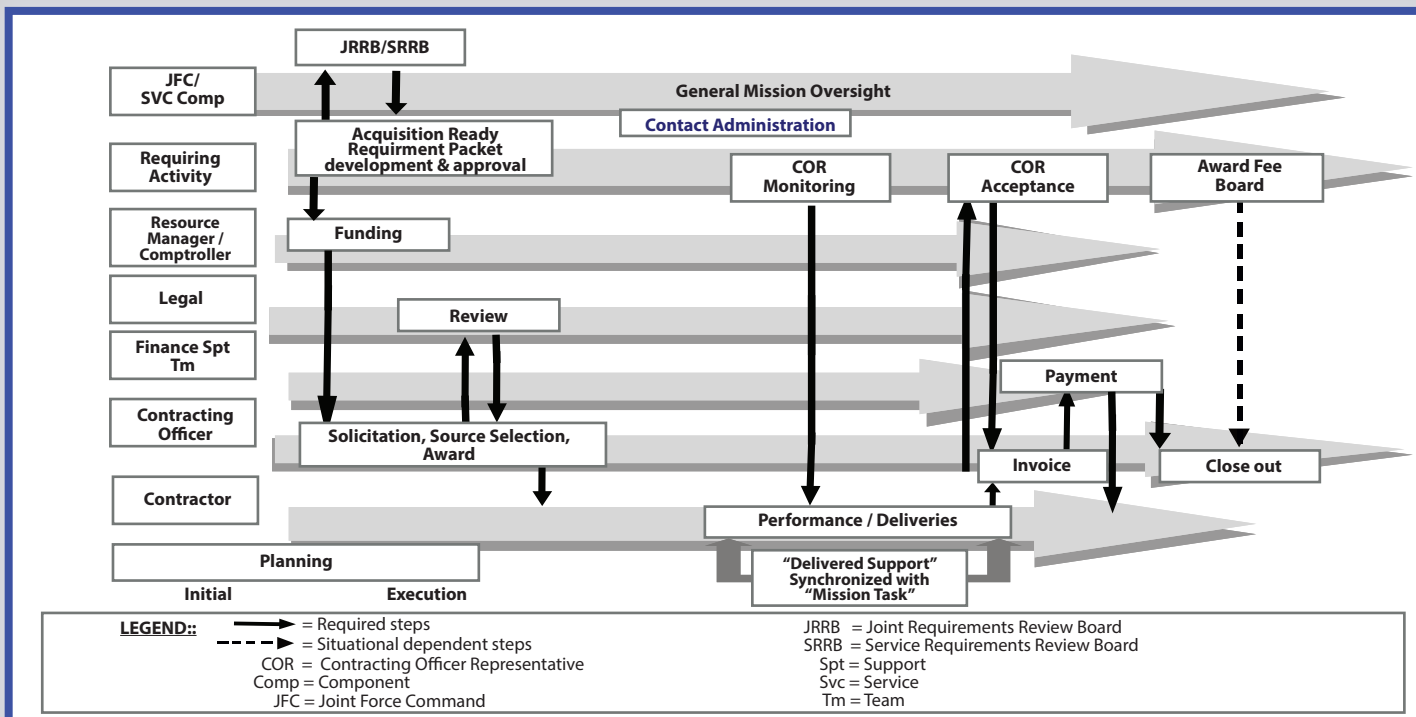 JRRB/SRRB
JFC/
SVC Comp
General Mission Oversight
Contact Administration
Acquisition Ready
Requirment Packet
development & approval
Requiring
Activity
COR
Monitoring
COR
Acceptance
Award Fee
Board
Resource
Manager /
Comptroller
Funding
Legal
Review
Finance Spt
Tm
Payment
Contracting
Officer
Solicitation, Source Selection,
Award
Invoice
Close out
Contractor
Performance / Deliveries
Planning
"Delivered Support"
Synchronized with
"Mission Task"
Initial
Execution
LEGEND::
= Required steps
= Situational dependent steps
COR = Contracting Officer Representative
Comp = Component
JFC = Joint Force Command
JRRB = Joint Requirements Review Board
SRRB = Service Requirements Review Board
Spt = Support
Svc = Service
Tm = Team